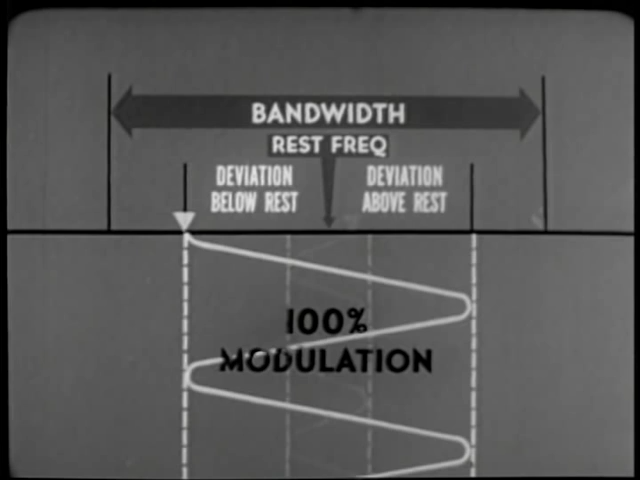 BANDWIDTH
REST FREQ
DEVIATION
BELOW REST
DEVIATION
ABOVE REST
100%
MODULATION